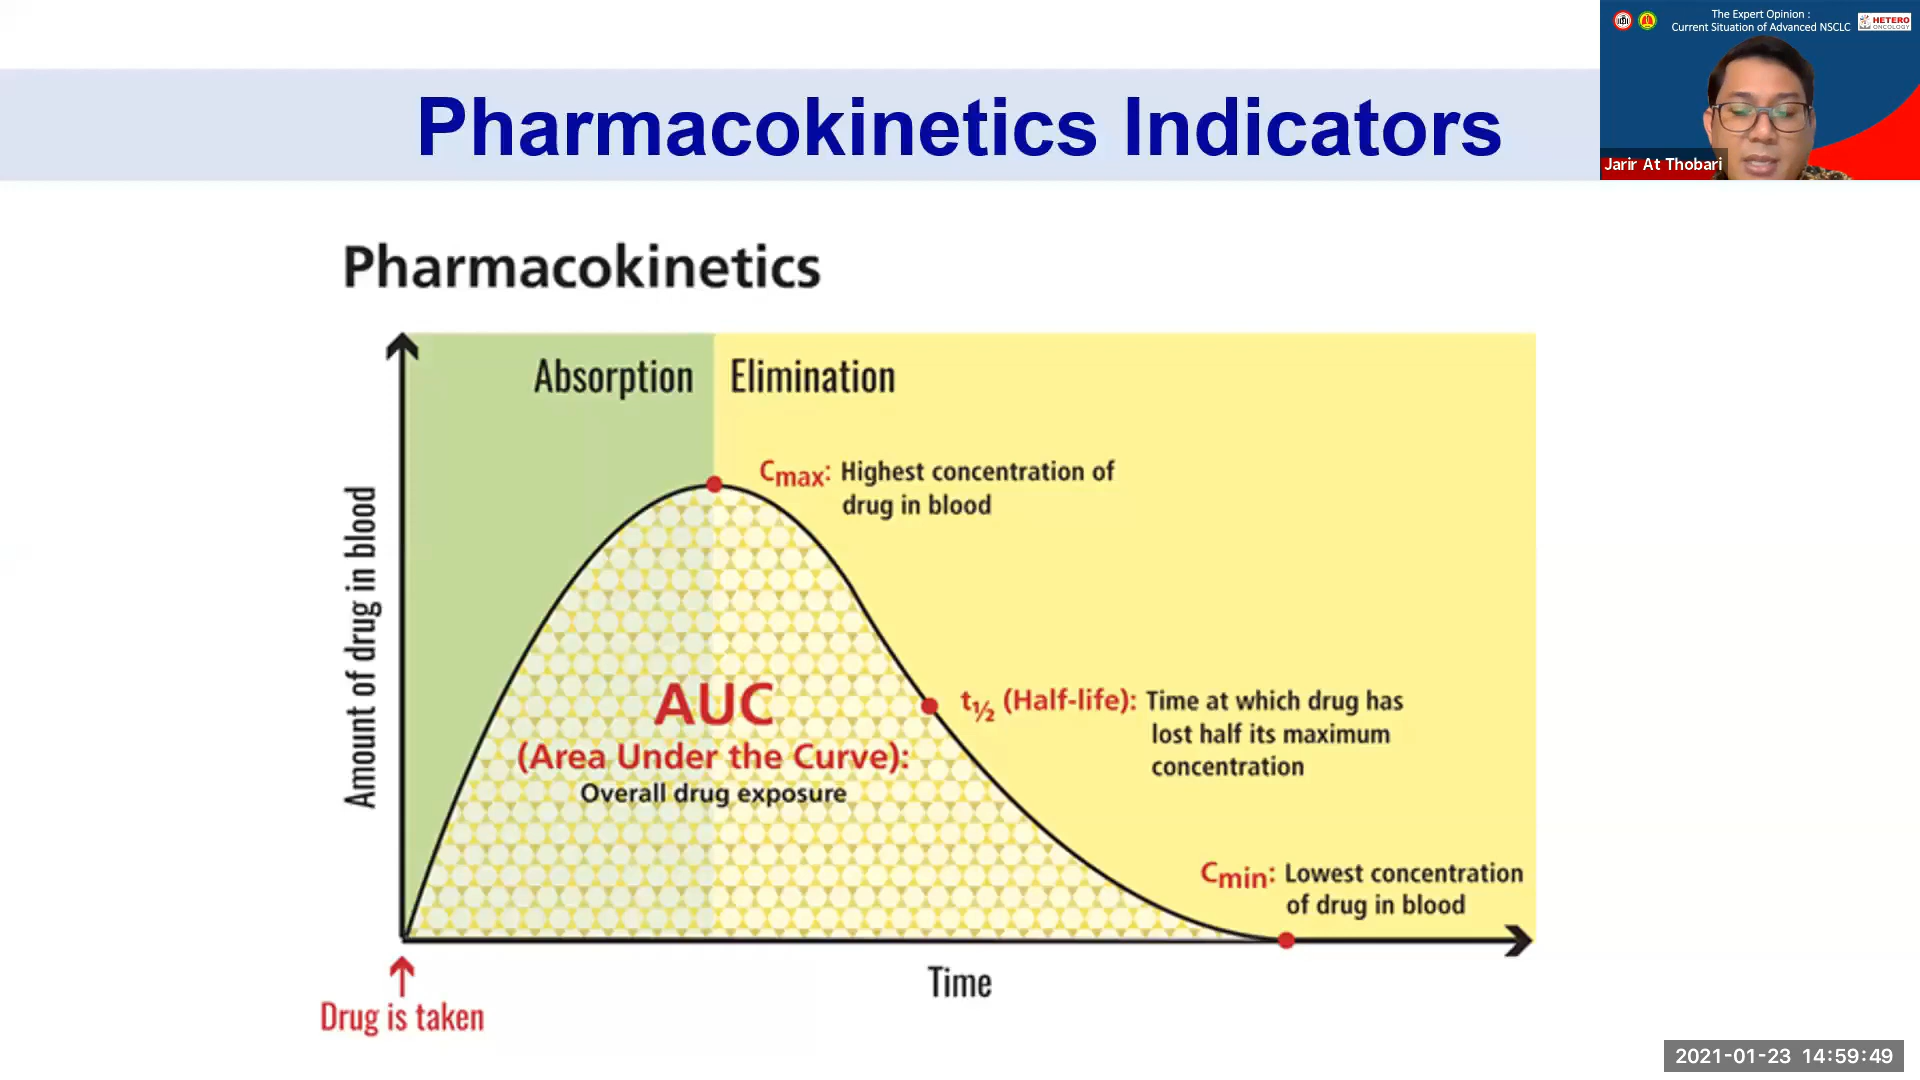 The Expert Opinion :
Current Situation of Advanced NSCLC
HETERO
ONCOLOGY
Jarir At Thobari
Pharmacokinetics Indicators
Pharmacokinetics
Absorption
Elimination
Cmax: Highest concentration of
drug in blood
Amount of drug in blood
AUC
(Area Under the Curve):
Overall drug exposure
t½ (Half-life): Time at which drug has
lost half its maximum
concentration
Cmin: Lowest concentration
of drug in blood
Time
Drug is taken
2021-01-23 14:59:49